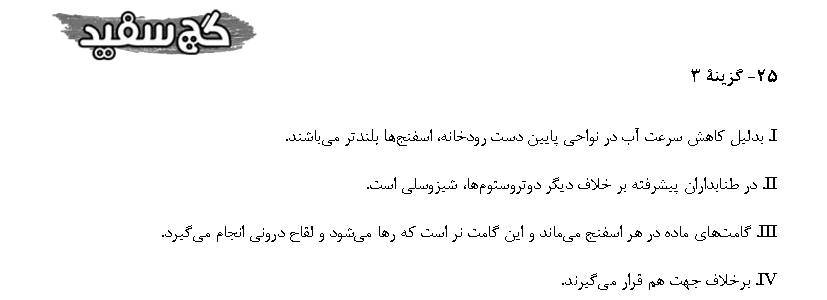 گچ سفید
۲۵- گزینهٔ ۳
I. بدلیل کاهش سرعت آب در نواحی پایین دست رودخانه، اسفنج‌ها بلندتر می‌باشند.
II. در طنابداران پیشرفته بر خلاف دیگر دوتروستوم‌ها، شیزوسلی است.
III. گامت‌های ماده در هر اسفنج می‌ماند و این گامت نر است که رها می‌شود و لقاح درونی انجام می‌گیرد.
IV. برخلاف جهت هم قرار می‌گیرند.